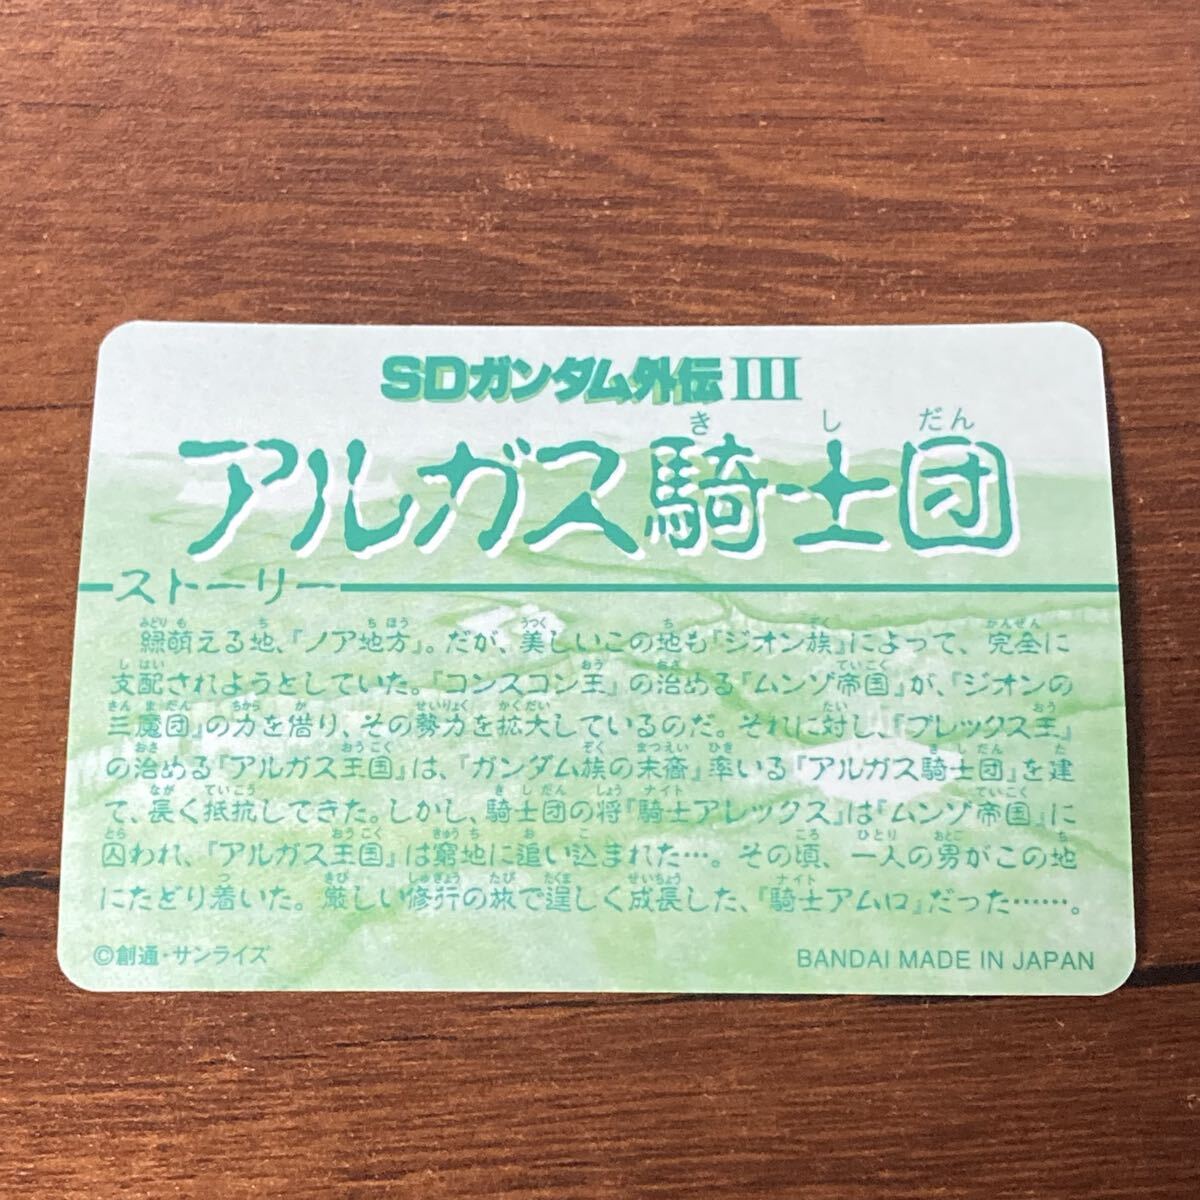 SDガンダム外伝III
アルガス騎士団
きしだん
ストーリー
緑萌える地、『ノア地方』。だが、美しいこの地も『ジオン族』によって、完全に
支配されようとしていた。『コンスコン王』の治める『ムンゾ帝国』が、『ジオンの
三魔団』の力を借り、その勢力を拡大しているのだ。それに対し、『ブレックス王』
の治める『アルガス王国』は、『ガンダム族の末裔』率いる『アルガス騎士団』を建
て、長く抵抗してきた。しかし、騎士団の将『騎士アレックス』は『ムンゾ帝国』に
囚われ、『アルガス王国』は窮地に追い込まれた…。その頃、一人の男がこの地
にたどり着いた。厳しい修行の旅で逞しく成長した、『騎士アムロ』だった……。
©創通・サンライズ
BANDAI MADE IN JAPAN